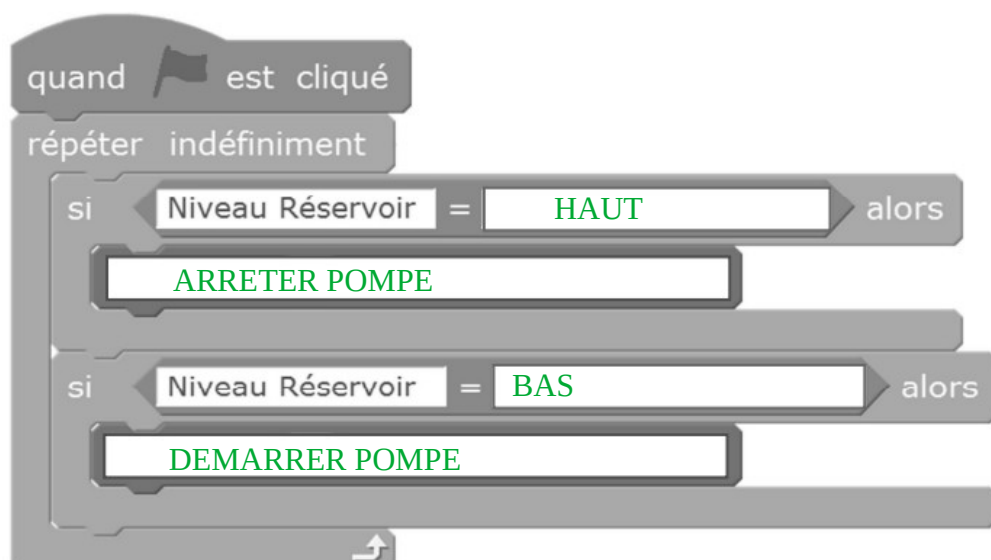 quand est cliqué
répéter indéfiniment
si Niveau Réservoir = HAUT alors
ARRETER POMPE
si Niveau Réservoir = BAS alors
DEMARRER POMPE